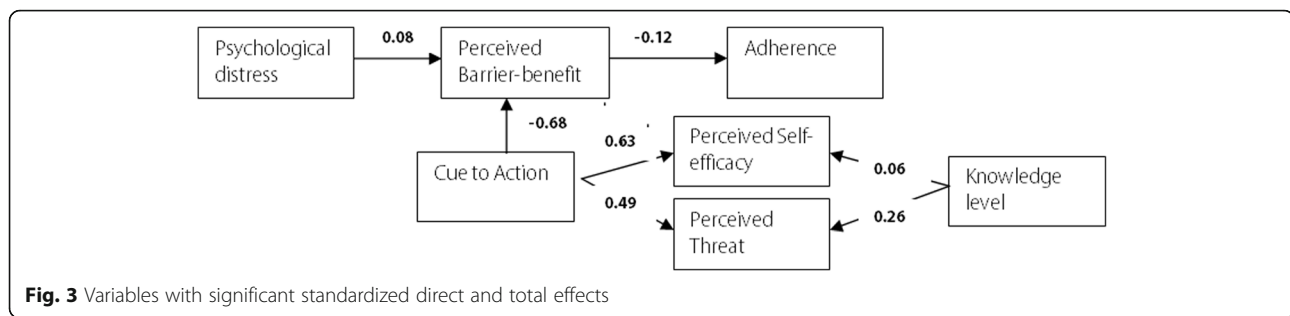 Psychological
distress
0.08
Perceived
Barrier-benefit
-0.12
Adherence
-0.68
0.63
Cue to Action
Perceived Self-
efficacy
0.06
Knowledge
level
0.49
Perceived
Threat
0.26
Fig. 3 Variables with significant standardized direct and total effects